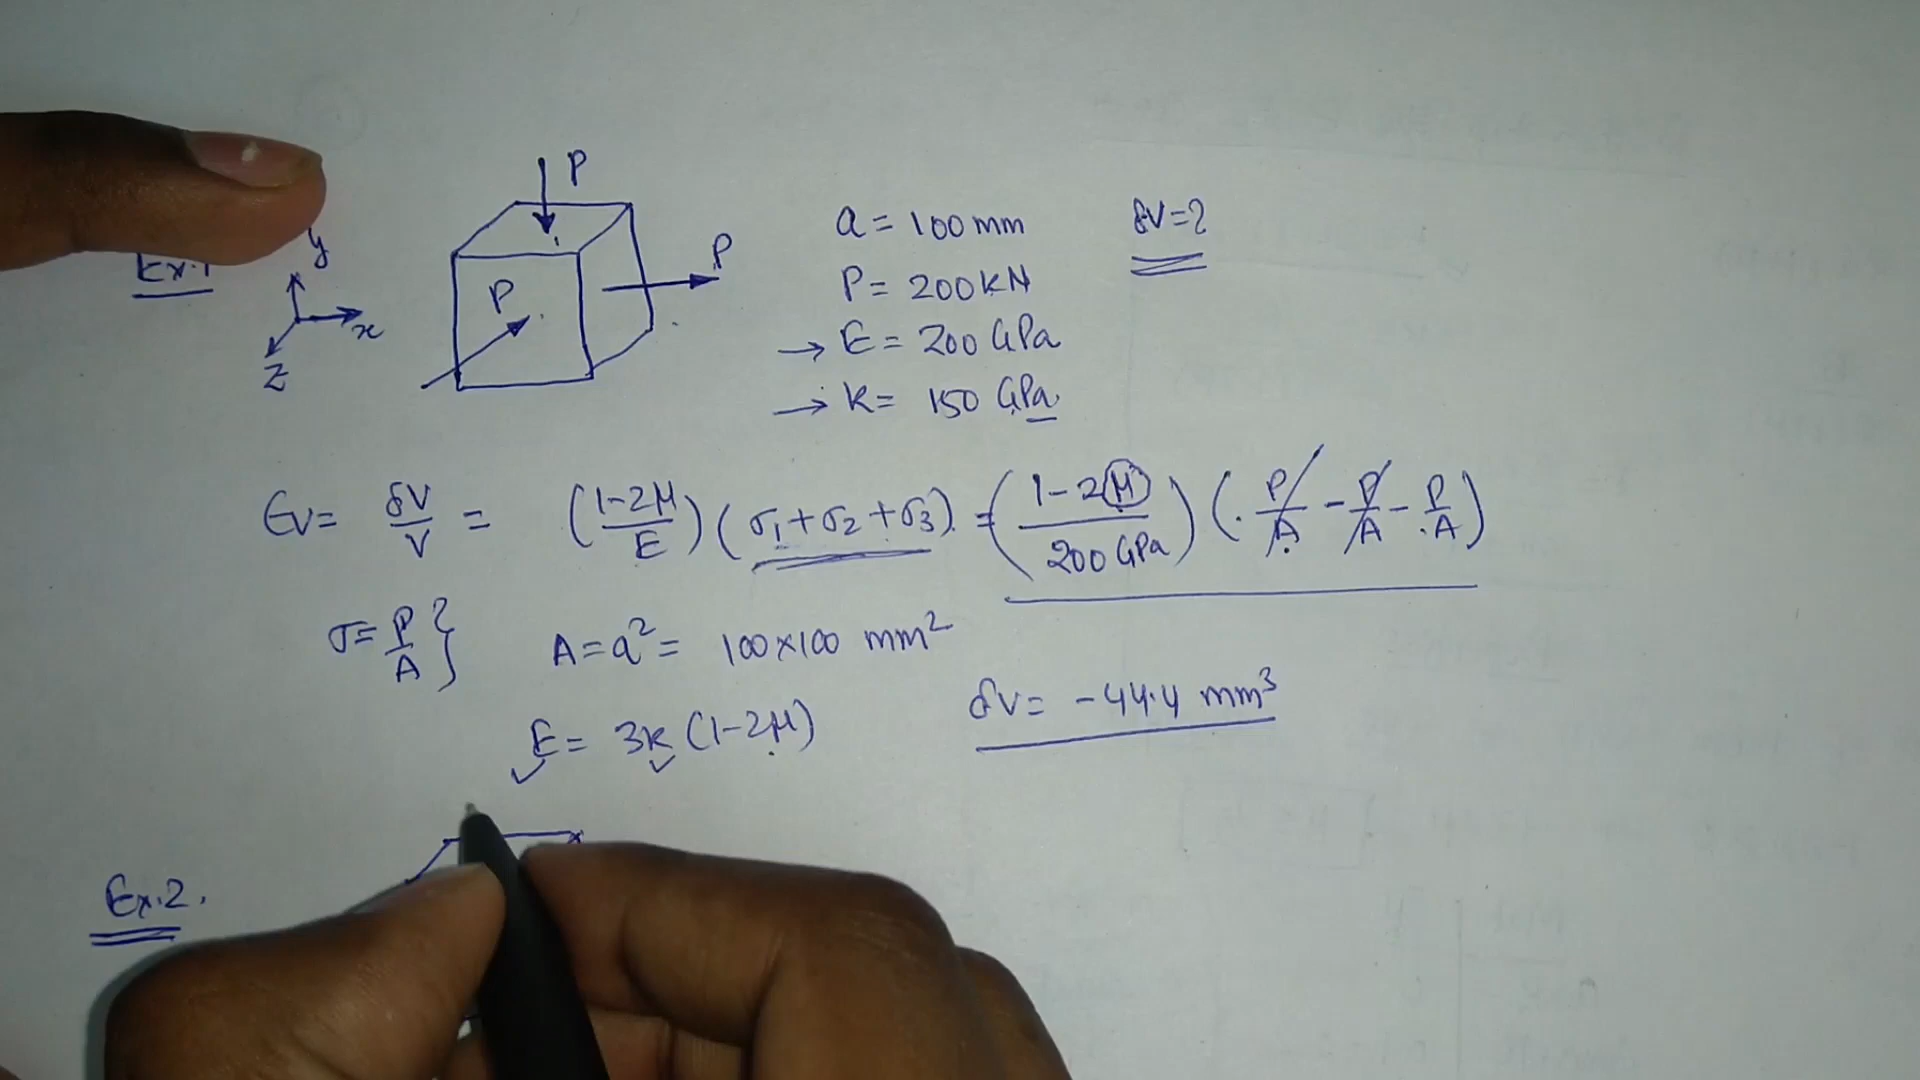 P
P
P
y
x
z
Ex.1
a = 100 mm
δV=?
P = 200 kN
→ E = 200 GPa
→ K = 150 GPa
εv = δV/V = ((1-2μ)/E) (σ1+σ2+σ3) = ((1-2μ)/200 GPa) (P/A - P/A - P/A)
σ = P/A } A = a² = 100×100 mm²
E = 3K (1-2μ)
δV = -44.4 mm³
Ex.2.